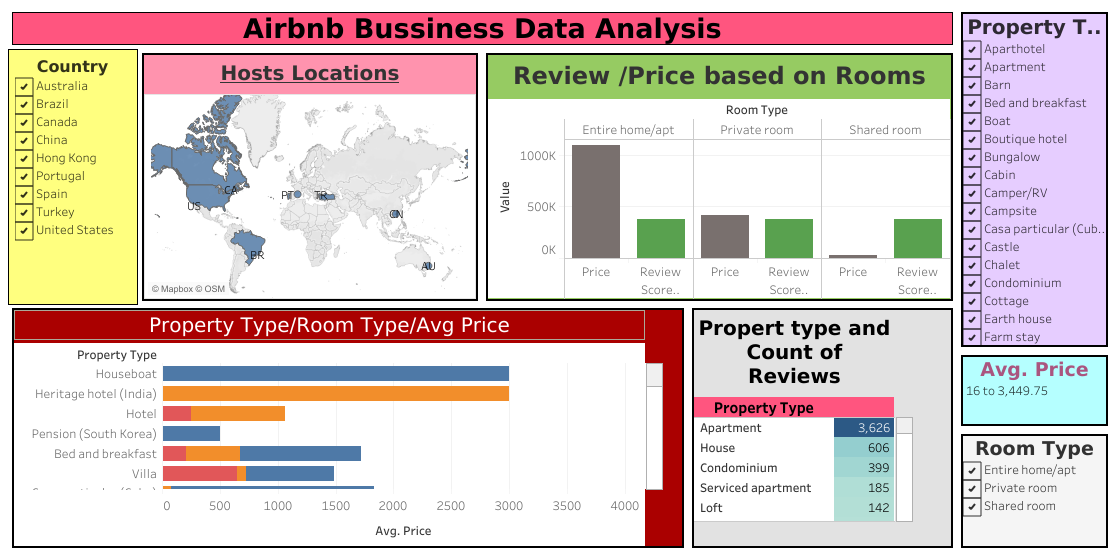 Airbnb Bussiness Data Analysis
Country
Australia
Brazil
Canada
China
Hong Kong
Portugal
Spain
Turkey
United States
Hosts Locations
CA
US
PT
TR
CN
BR
AU
© Mapbox © OSM
Review /Price based on Rooms
Room Type
Entire home/apt Private room Shared room
Value
1000K
500K
0K
Price Review Score.. Price Review Score.. Price Review Score..
Property T..
Aparthotel
Apartment
Barn
Bed and breakfast
Boat
Boutique hotel
Bungalow
Cabin
Camper/RV
Campsite
Casa particular (Cub..
Castle
Chalet
Condominium
Cottage
Earth house
Farm stay
Property Type/Room Type/Avg Price
Property Type
Houseboat
Heritage hotel (India)
Hotel
Pension (South Korea)
Bed and breakfast
Villa
0 500 1000 1500 2000 2500 3000 3500 4000
Avg. Price
Propert type and
Count of
Reviews
Property Type
Apartment 3,626
House 606
Condominium 399
Serviced apartment 185
Loft 142
Avg. Price
16 to 3,449.75
Room Type
Entire home/apt
Private room
Shared room